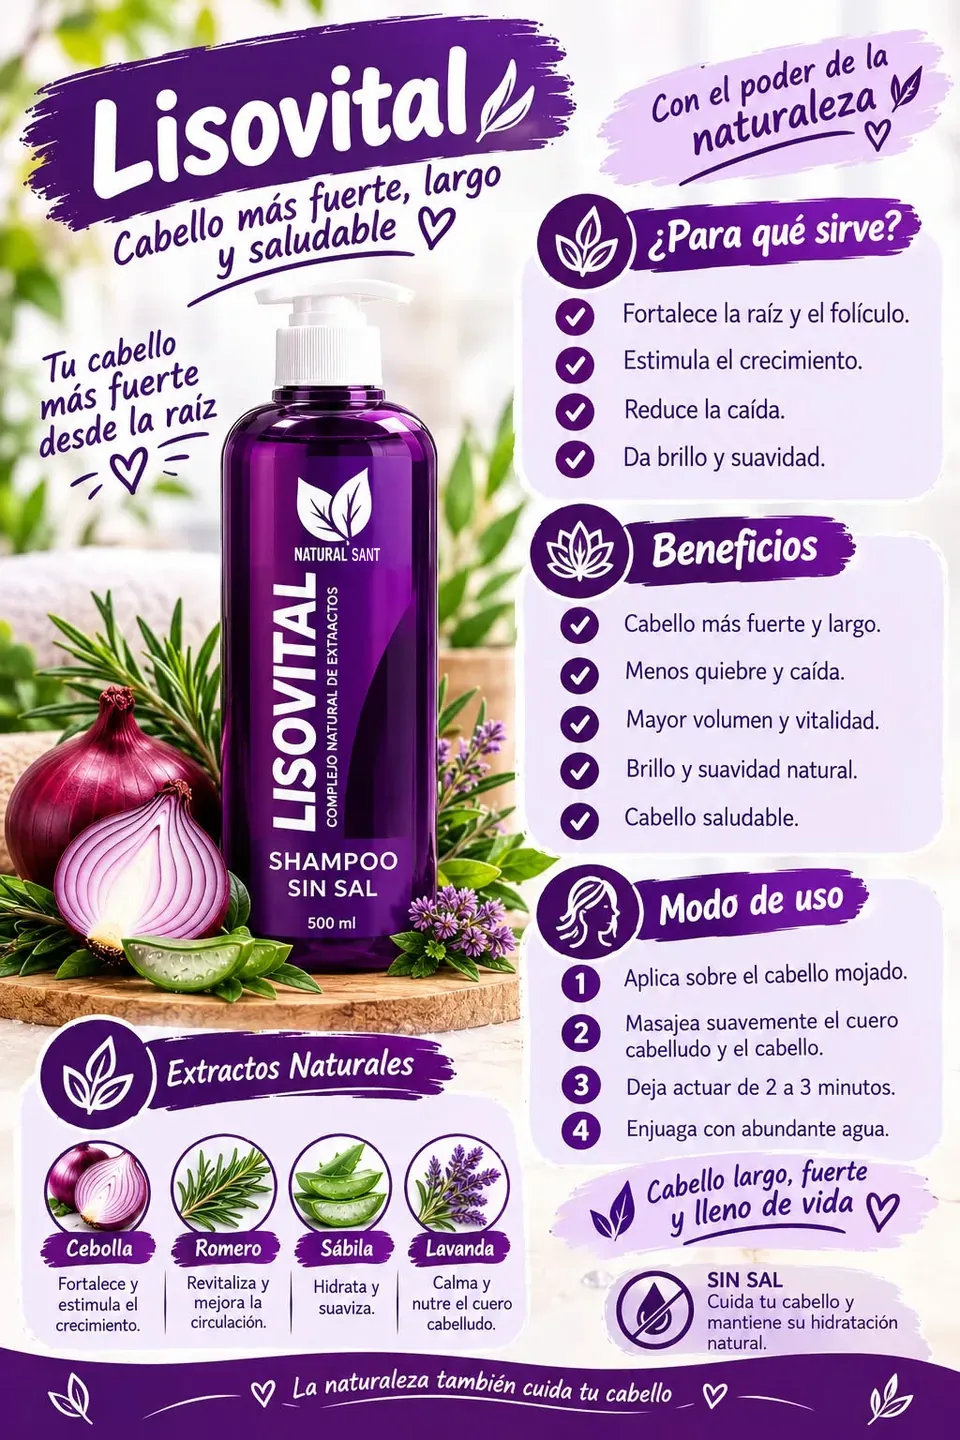 Lisovital
Cabello más fuerte, largo
y saludable
Con el poder de la
naturaleza
Tu cabello
más fuerte
desde la raíz
NATURAL SANT
LISOVITAL
COMPLEJO NATURAL DE EXTAACTOS
SHAMPOO
SIN SAL
500 ml
¿Para qué sirve?
Fortalece la raíz y el folículo.
Estimula el crecimiento.
Reduce la caída.
Da brillo y suavidad.
Beneficios
Cabello más fuerte y largo.
Menos quiebre y caída.
Mayor volumen y vitalidad.
Brillo y suavidad natural.
Cabello saludable.
Modo de uso
1 Aplica sobre el cabello mojado.
2 Masajea suavemente el cuero
cabelludo y el cabello.
3 Deja actuar de 2 a 3 minutos.
4 Enjuaga con abundante agua.
Extractos Naturales
Cebolla
Fortalece y
estimula el
crecimiento.
Romero
Revitaliza y
mejora la
circulación.
Sábila
Hidrata y
suaviza.
Lavanda
Calma y
nutre el cuero
cabelludo.
Cabello largo, fuerte
y lleno de vida
SIN SAL
Cuida tu cabello y
mantiene su hidratación
natural.
La naturaleza también cuida tu cabello